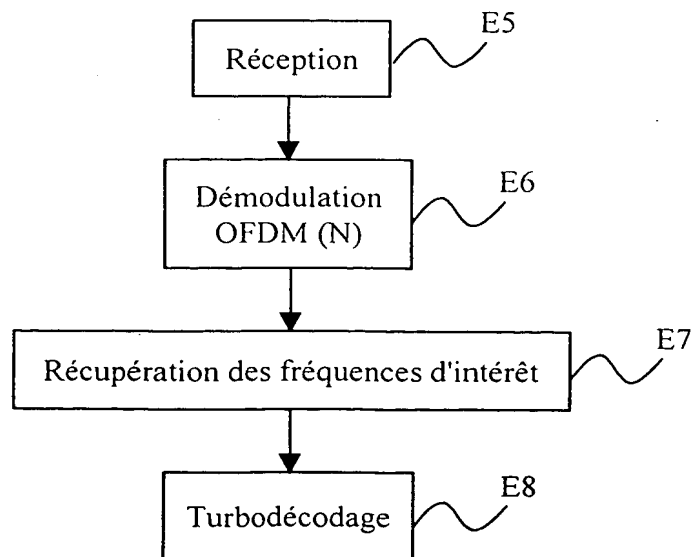 E5
Réception
E6
Démodulation
OFDM (N)
E7
Récupération des fréquences d'intérêt
E8
Turbodécodage